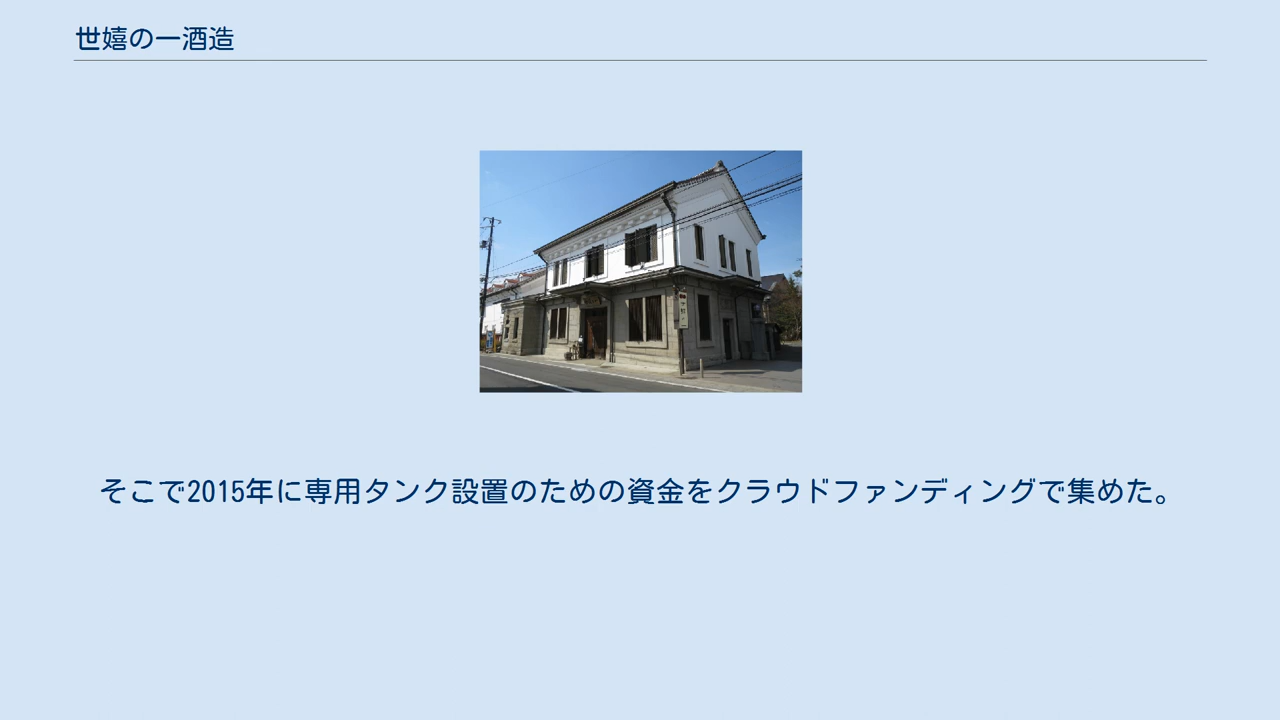 世嬉の一酒造
そこで2015年に専用タンク設置のための資金をクラウドファンディングで集めた。